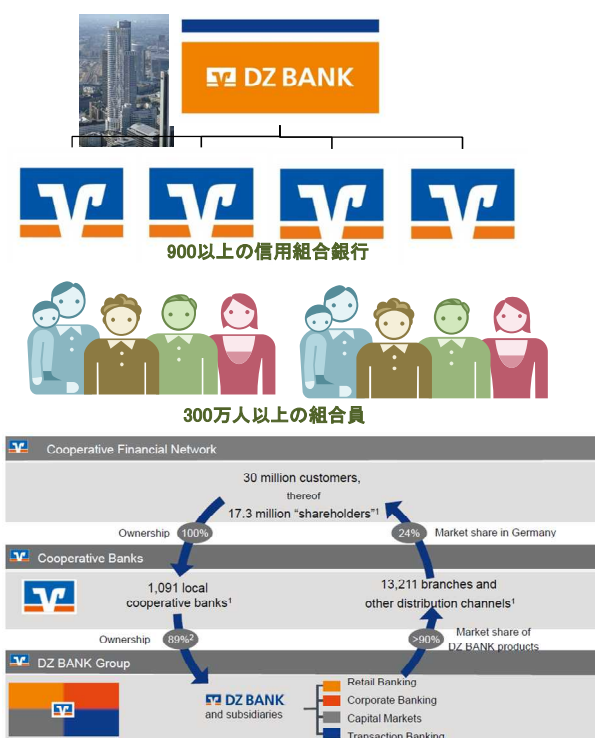 DZ BANK
900以上の信用組合銀行
300万人以上の組合員
Cooperative Financial Network
30 million customers,
thereof
17.3 million “shareholders”¹
Ownership 100%
24% Market share in Germany
Cooperative Banks
1,091 local
cooperative banks¹
13,211 branches and
other distribution channels¹
Ownership 89%²
>90% Market share of
DZ BANK products
DZ BANK Group
DZ BANK
and subsidiaries
Retail Banking
Corporate Banking
Capital Markets
Transaction Banking